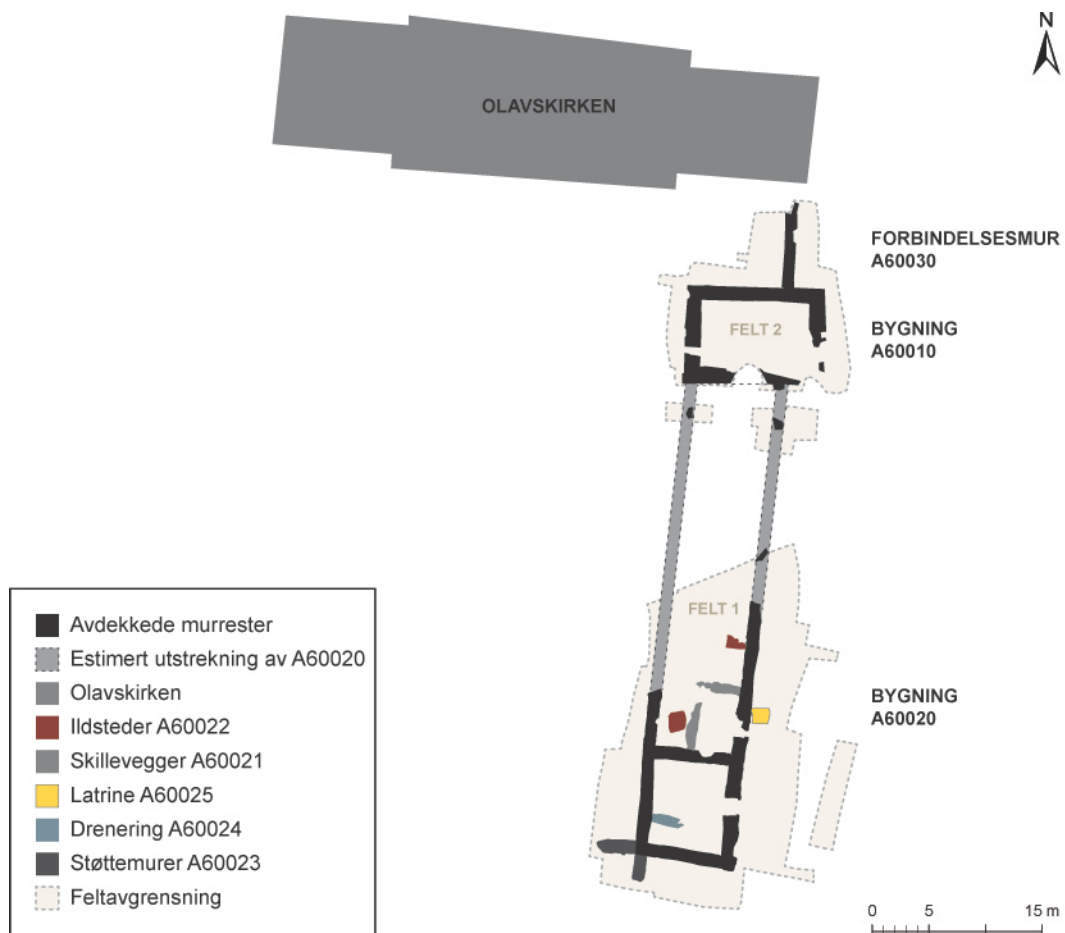 N
OLAVSKIRKEN
FORBINDELSESMUR
A60030
FELT 2
BYGNING
A60010
FELT 1
BYGNING
A60020
Avdekkede murrester
Estimert utstrekning av A60020
Olavskirken
Ildsteder A60022
Skillevegger A60021
Latrine A60025
Drenering A60024
Støttemurer A60023
Feltavgrensning
0 5 15 m